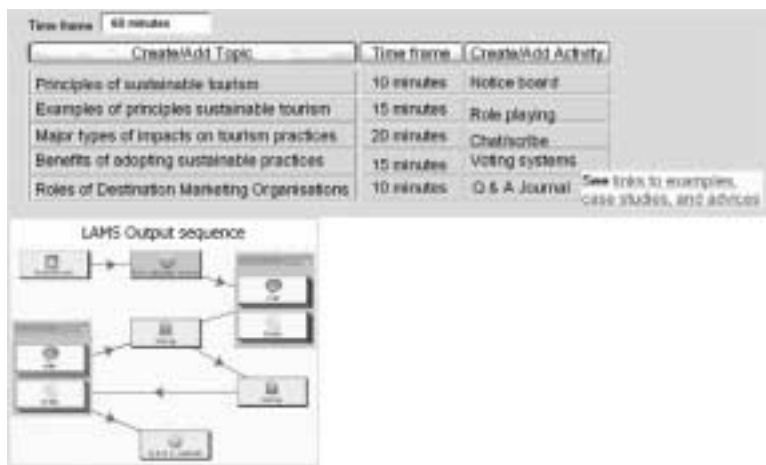 Time frame 60 minutes
Create/Add Topic Time frame Create/Add Activity
Principles of sustainable tourism 10 minutes Notice board
Examples of principles sustainable tourism 15 minutes Role playing
Major types of impacts on tourism practices 20 minutes Chat/scribe
Benefits of adopting sustainable practices 15 minutes Voting systems
Roles of Destination Marketing Organisations 10 minutes Q & A Journal
See links to examples,
case studies, and advices
LAMS Output sequence